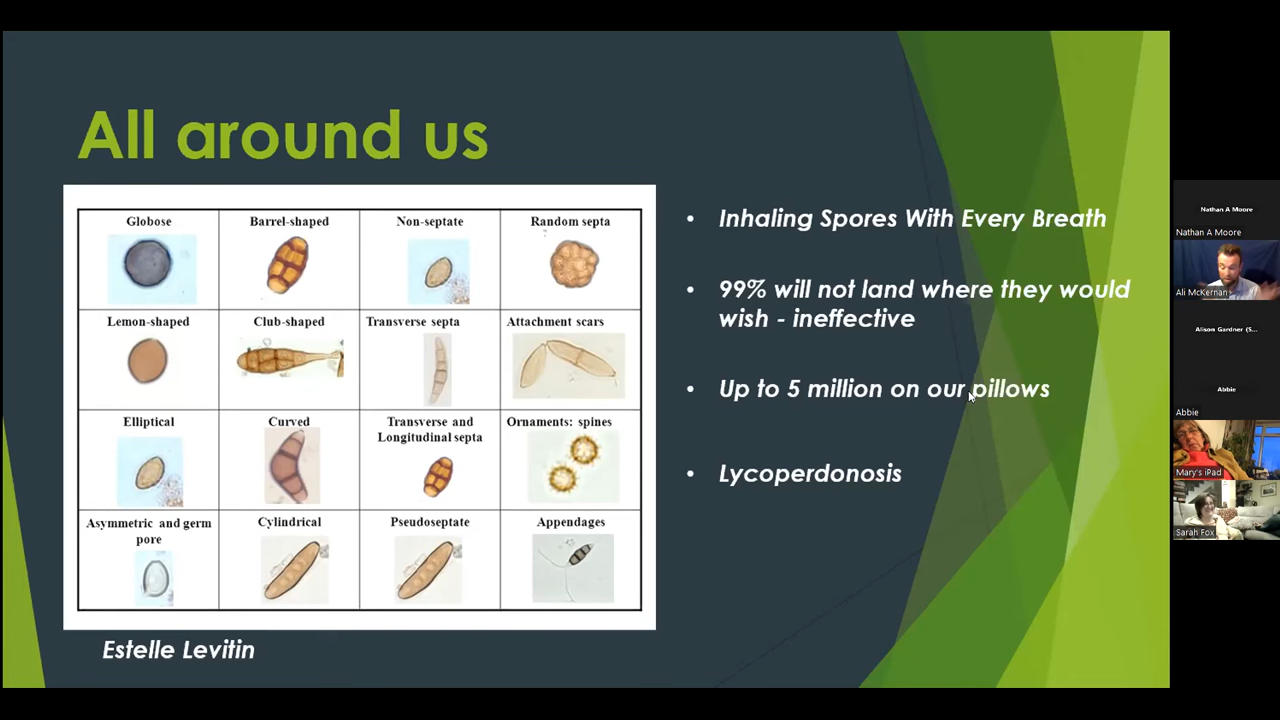 All around us
Globose
Barrel-shaped
Non-septate
Random septa
Lemon-shaped
Club-shaped
Transverse septa
Attachment scars
Elliptical
Curved
Transverse and
Longitudinal septa
Ornaments: spines
Asymmetric and germ
pore
Cylindrical
Pseudoseptate
Appendages
Estelle Levitin
• Inhaling Spores With Every Breath
• 99% will not land where they would
wish - ineffective
• Up to 5 million on our pillows
• Lycoperdonosis
Nathan A Moore
Nathan A Moore
Ali McKernan
Alison Gardner (S...
Abbie
Abbie
Mary's iPad
Sarah Fox